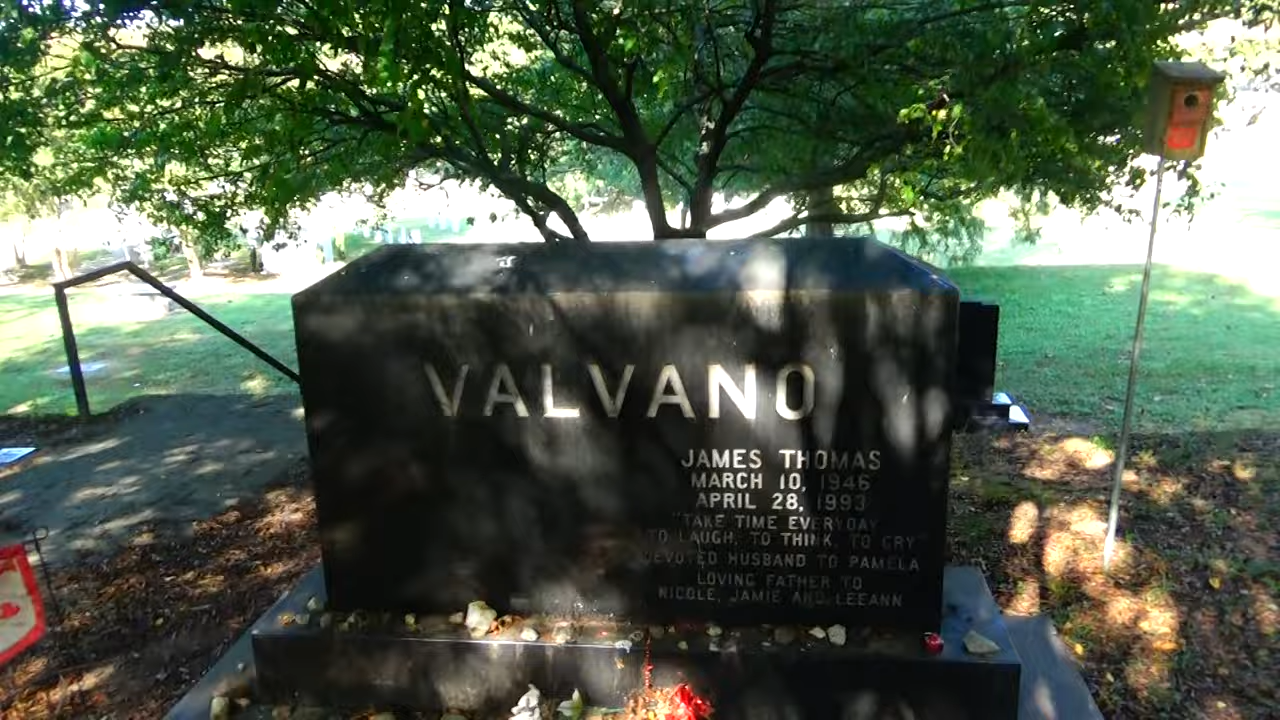 VALVANO
JAMES THOMAS
MARCH 10, 1946
APRIL 28, 1993
"TAKE TIME EVERYDAY
TO LAUGH, TO THINK, TO CRY"
DEVOTED HUSBAND TO PAMELA
LOVING FATHER TO
NICOLE, JAMIE AND LEEANN